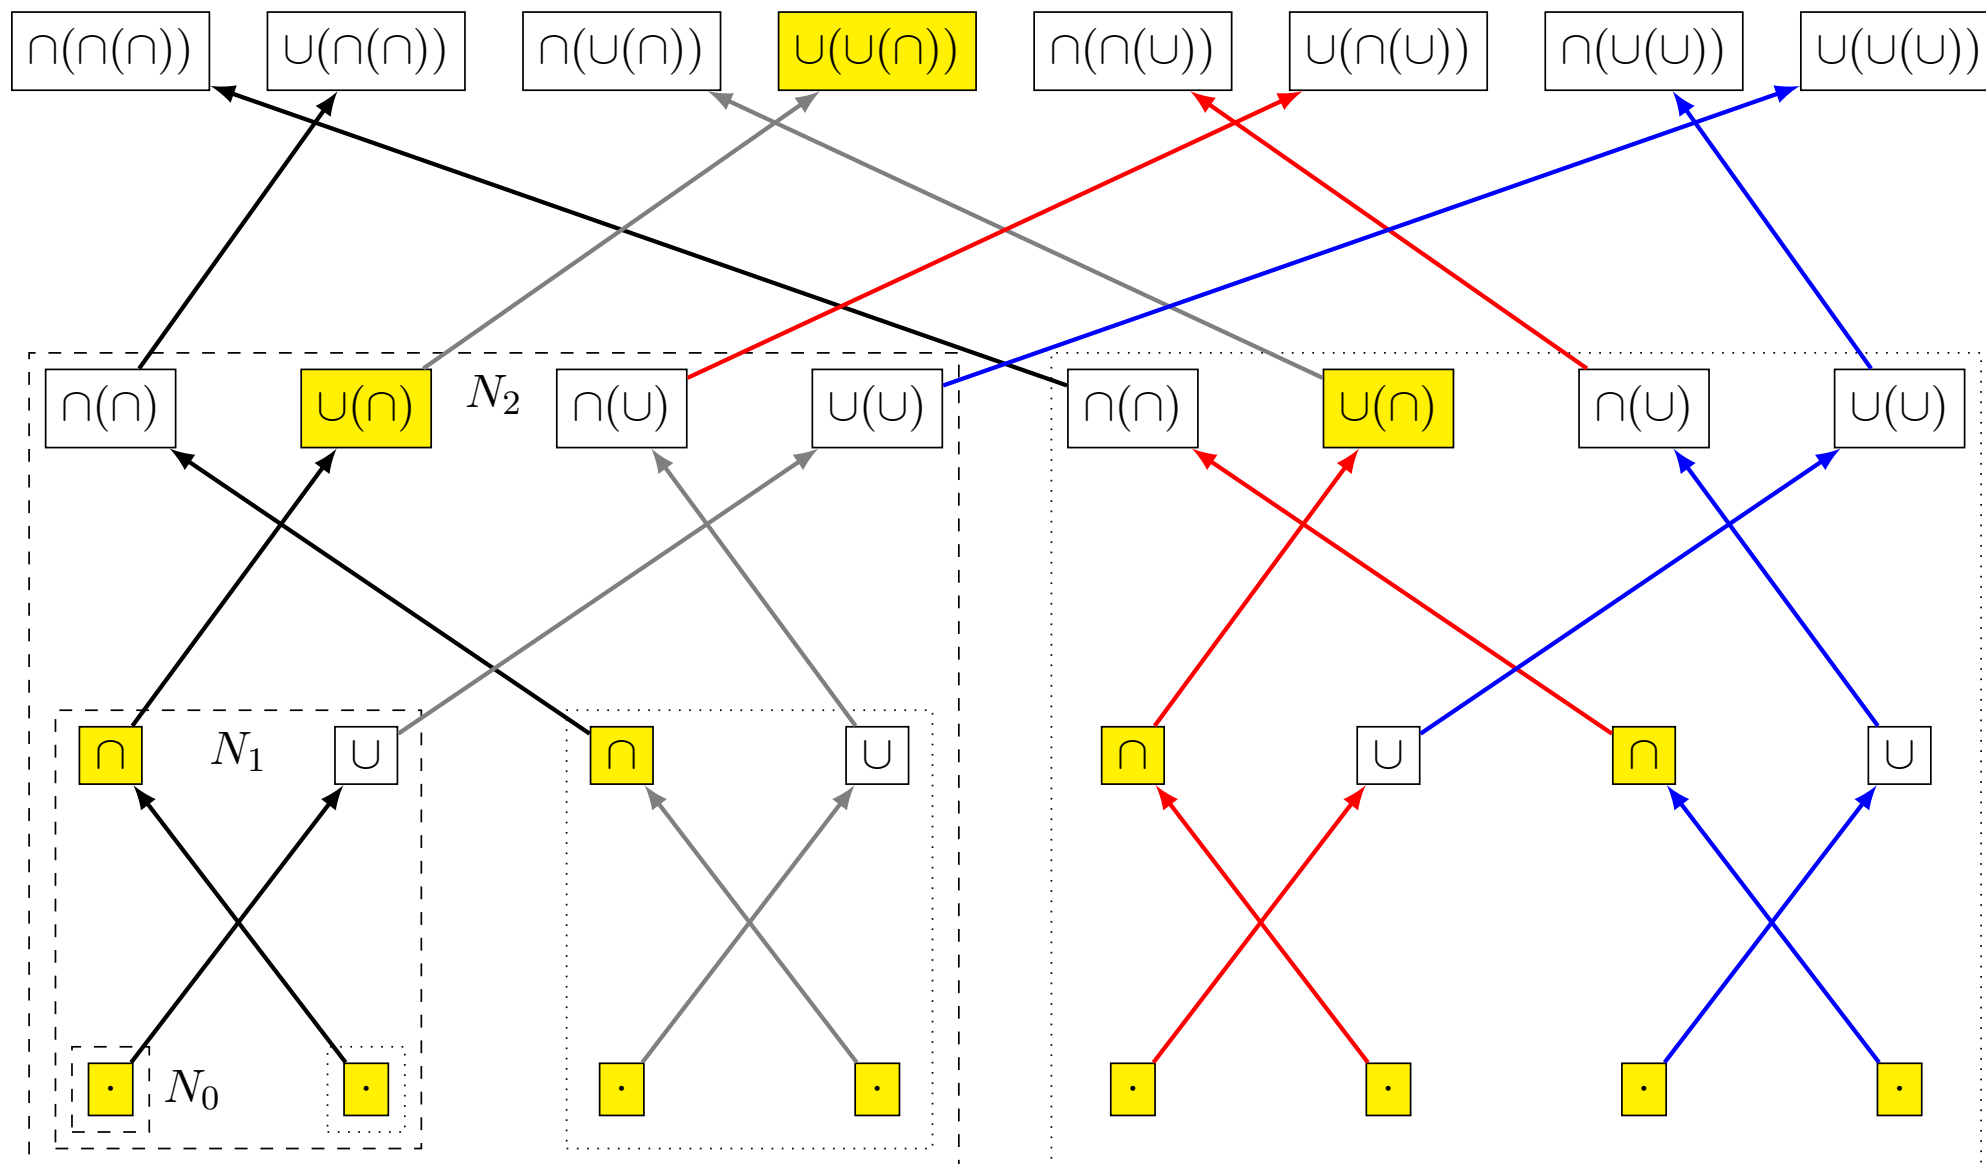 ∩(∩(∩)) ∪(∩(∩)) ∩(∪(∩)) ∪(∪(∩)) ∩(∩(∪)) ∪(∩(∪)) ∩(∪(∪)) ∪(∪(∪))
∩(∩) ∪(∩) N₂ ∩(∪) ∪(∪) ∩(∩) ∪(∩) ∩(∪) ∪(∪)
∩ N₁ ∪ ∩ ∪ ∩ ∪ ∩ ∪
· N₀ · · · · · · ·